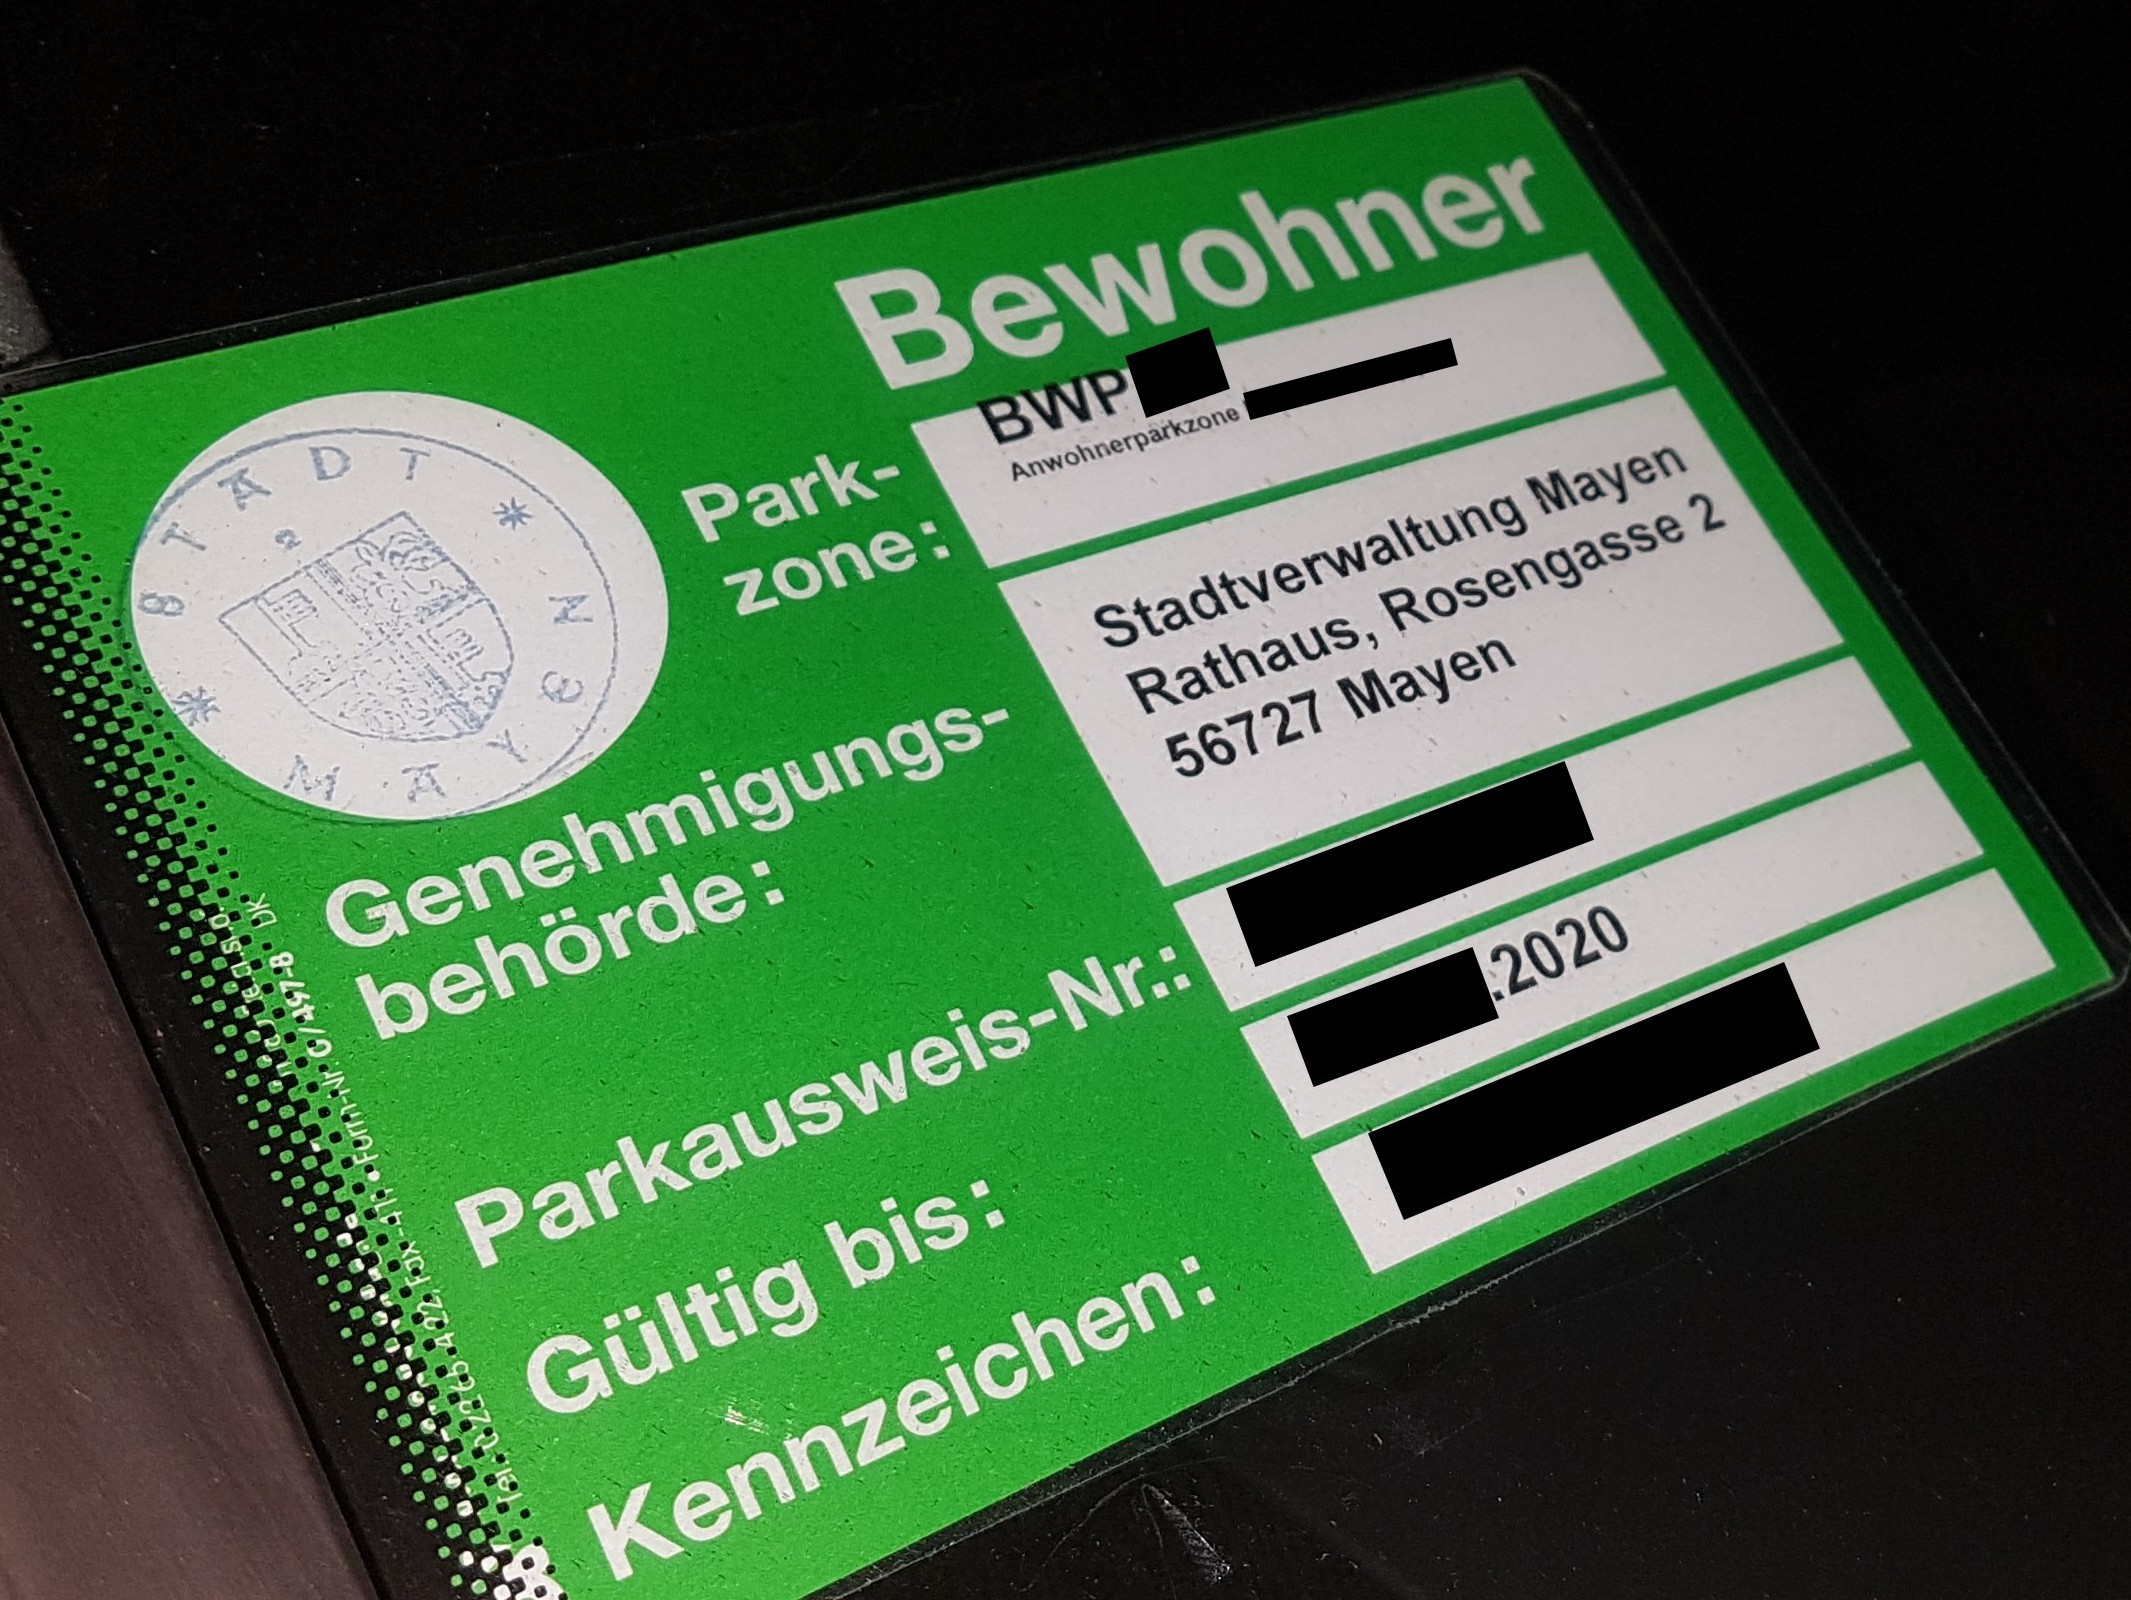 Bewohner
Park-
zone:
BWP
Anwohnerparkzone
STADT
MAYEN
Genehmigungs-
behörde:
Stadtverwaltung Mayen
Rathaus, Rosengasse 2
56727 Mayen
Parkausweis-Nr.:
Gültig bis:
.2020
Kennzeichen: